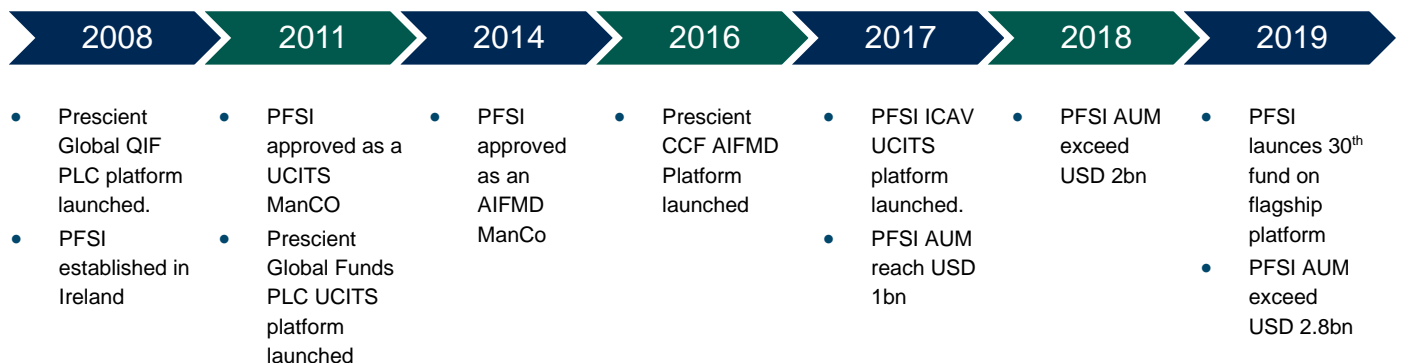 2008
2011
2014
2016
2017
2018
2019
• Prescient
Global QIF
PLC platform
launched.
• PFSI
established in
Ireland
• PFSI
approved as a
UCITS
ManCO
• Prescient
Global Funds
PLC UCITS
platform
launched
• PFSI
approved
as an
AIFMD
ManCo
• Prescient
CCF AIFMD
Platform
launched
• PFSI ICAV
UCITS
platform
launched.
• PFSI AUM
reach USD
1bn
• PFSI AUM
exceed
USD 2bn
• PFSI
launces 30th
fund on
flagship
platform
• PFSI AUM
exceed
USD 2.8bn